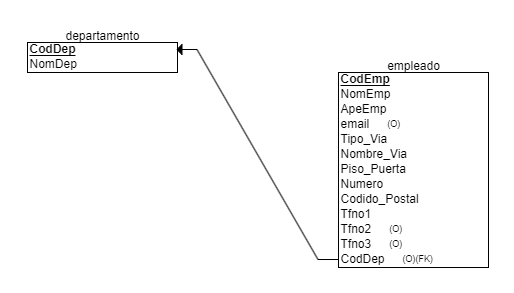 departamento
CodDep
NomDep
empleado
CodEmp
NomEmp
ApeEmp
email (O)
Tipo_Via
Nombre_Via
Piso_Puerta
Numero
Codido_Postal
Tfno1
Tfno2 (O)
Tfno3 (O)
CodDep (O)(FK)